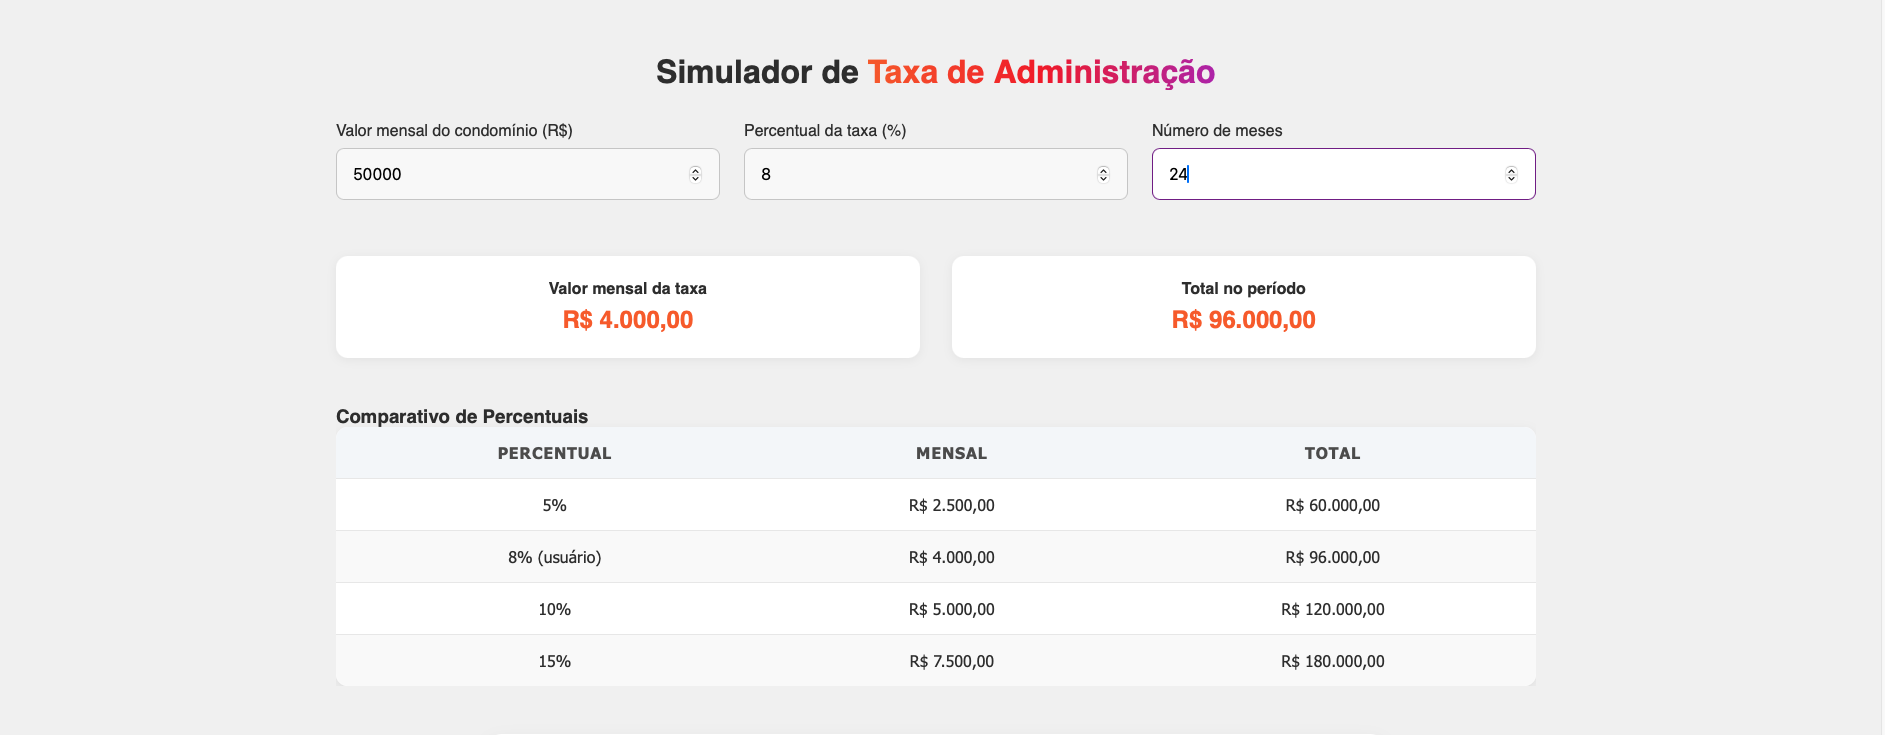 Simulador de Taxa de Administração
Valor mensal do condomínio (R$) Percentual da taxa (%) Número de meses
50000 8 24
Valor mensal da taxa Total no período
R$ 4.000,00 R$ 96.000,00
Comparativo de Percentuais
PERCENTUAL MENSAL TOTAL
5% R$ 2.500,00 R$ 60.000,00
8% (usuário) R$ 4.000,00 R$ 96.000,00
10% R$ 5.000,00 R$ 120.000,00
15% R$ 7.500,00 R$ 180.000,00